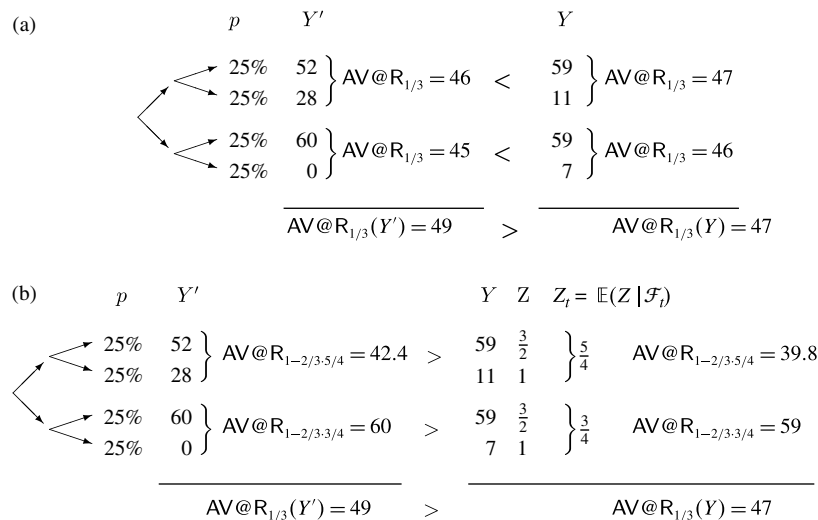 (a) p Y′ Y
25% 52 59
AV@R1/3 = 46 < AV@R1/3 = 47
25% 28 11
25% 60 59
AV@R1/3 = 45 < AV@R1/3 = 46
25% 0 7
AV@R1/3(Y′) = 49 > AV@R1/3(Y) = 47
(b) p Y′ Y Z Zt = 𝔼(Z | ℱt)
25% 52 59 3/2
AV@R1−2/3·5/4 = 42.4 > 5/4 AV@R1−2/3·5/4 = 39.8
25% 28 11 1
25% 60 59 3/2
AV@R1−2/3·3/4 = 60 > 3/4 AV@R1−2/3·3/4 = 59
25% 0 7 1
AV@R1/3(Y′) = 49 > AV@R1/3(Y) = 47